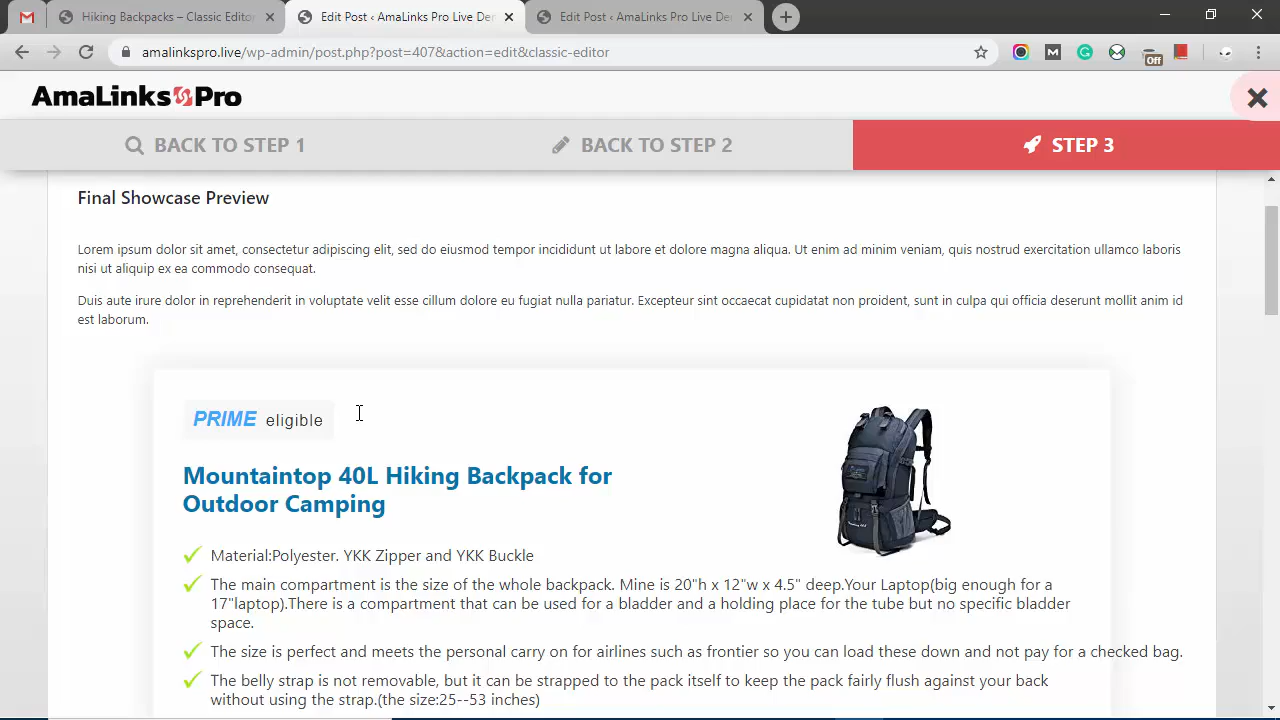 Hiking Backpacks – Classic Editor
Edit Post ‹ AmaLinks Pro Live Der
Edit Post ‹ AmaLinks Pro Live Der
amalinkspro.live/wp-admin/post.php?post=407&action=edit&classic-editor
Off
AmaLinks Pro
BACK TO STEP 1
BACK TO STEP 2
STEP 3
Final Showcase Preview
Lorem ipsum dolor sit amet, consectetur adipiscing elit, sed do eiusmod tempor incididunt ut labore et dolore magna aliqua. Ut enim ad minim veniam, quis nostrud exercitation ullamco laboris
nisi ut aliquip ex ea commodo consequat.
Duis aute irure dolor in reprehenderit in voluptate velit esse cillum dolore eu fugiat nulla pariatur. Excepteur sint occaecat cupidatat non proident, sunt in culpa qui officia deserunt mollit anim id
est laborum.
PRIME eligible
Mountaintop 40L Hiking Backpack for
Outdoor Camping
Material:Polyester. YKK Zipper and YKK Buckle
The main compartment is the size of the whole backpack. Mine is 20"h x 12"w x 4.5" deep.Your Laptop(big enough for a
17"laptop).There is a compartment that can be used for a bladder and a holding place for the tube but no specific bladder
space.
The size is perfect and meets the personal carry on for airlines such as frontier so you can load these down and not pay for a checked bag.
The belly strap is not removable, but it can be strapped to the pack itself to keep the pack fairly flush against your back
without using the strap.(the size:25--53 inches)